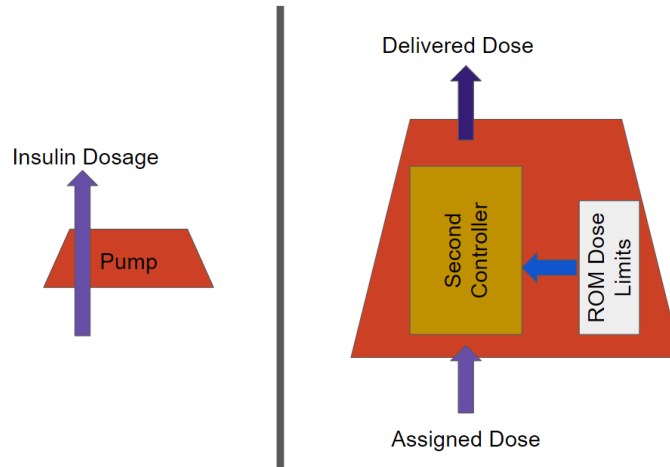 Insulin Dosage
Pump
Delivered Dose
Second
Controller
ROM Dose
Limits
Assigned Dose